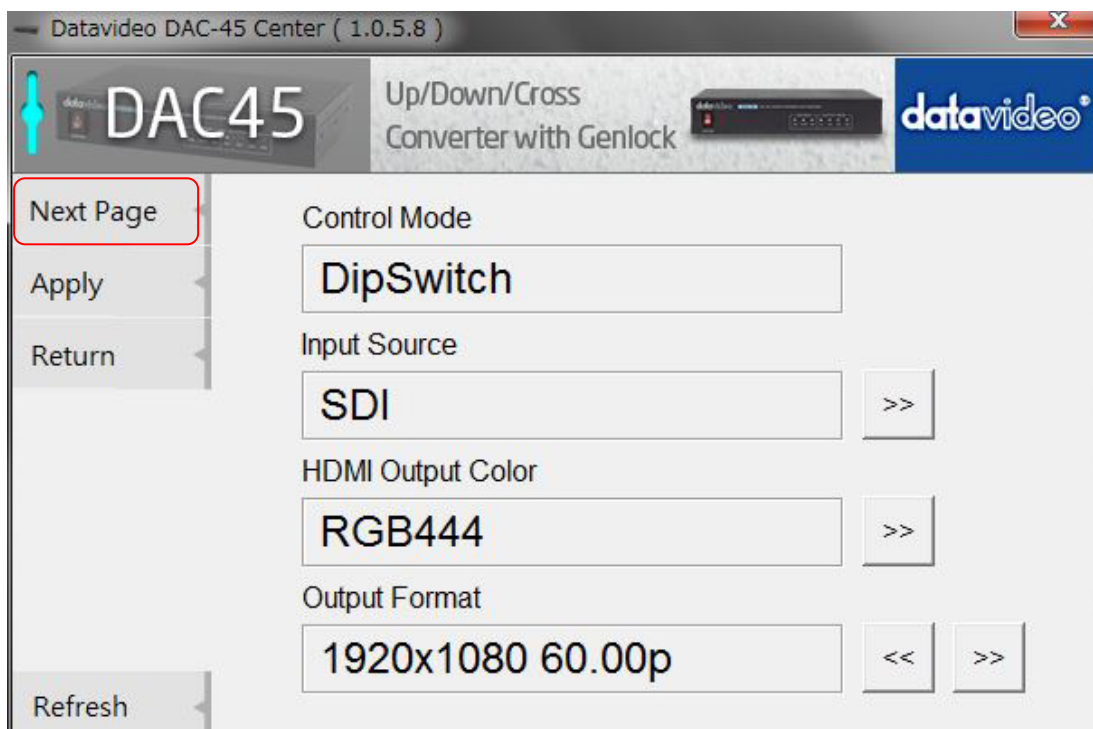 Datavideo DAC-45 Center ( 1.0.5.8 )
X
DAC45
Up/Down/Cross
Converter with Genlock
datavideo®
Next Page
Apply
Return
Control Mode
DipSwitch
Input Source
SDI
>>
HDMI Output Color
RGB444
>>
Output Format
1920x1080 60.00p
<<
>>
Refresh